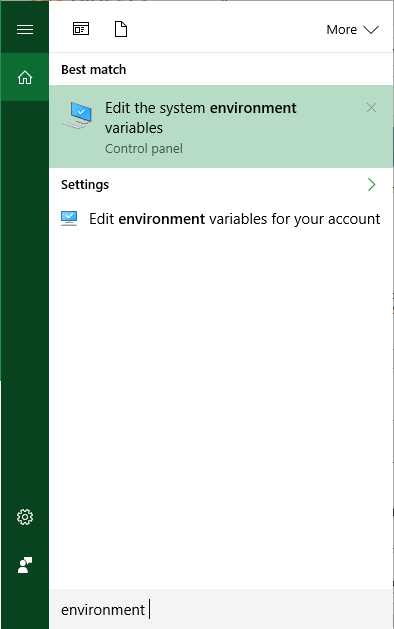 More
Best match
Edit the system environment
variables
Control panel
Settings
Edit environment variables for your account
environment